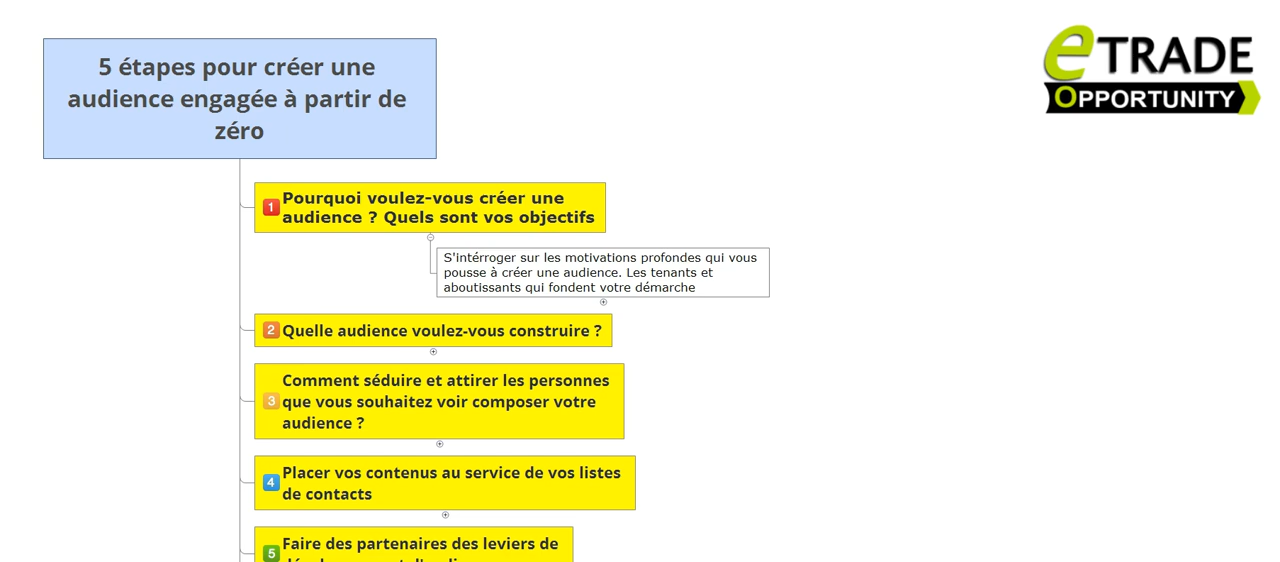 5 étapes pour créer une
audience engagée à partir de
zéro
eTRADE
OPPORTUNITY
1 Pourquoi voulez-vous créer une
audience ? Quels sont vos objectifs
S'intérroger sur les motivations profondes qui vous
pousse à créer une audience. Les tenants et
aboutissants qui fondent votre démarche
2 Quelle audience voulez-vous construire ?
3 Comment séduire et attirer les personnes
que vous souhaitez voir composer votre
audience ?
4 Placer vos contenus au service de vos listes
de contacts
5 Faire des partenaires des leviers de